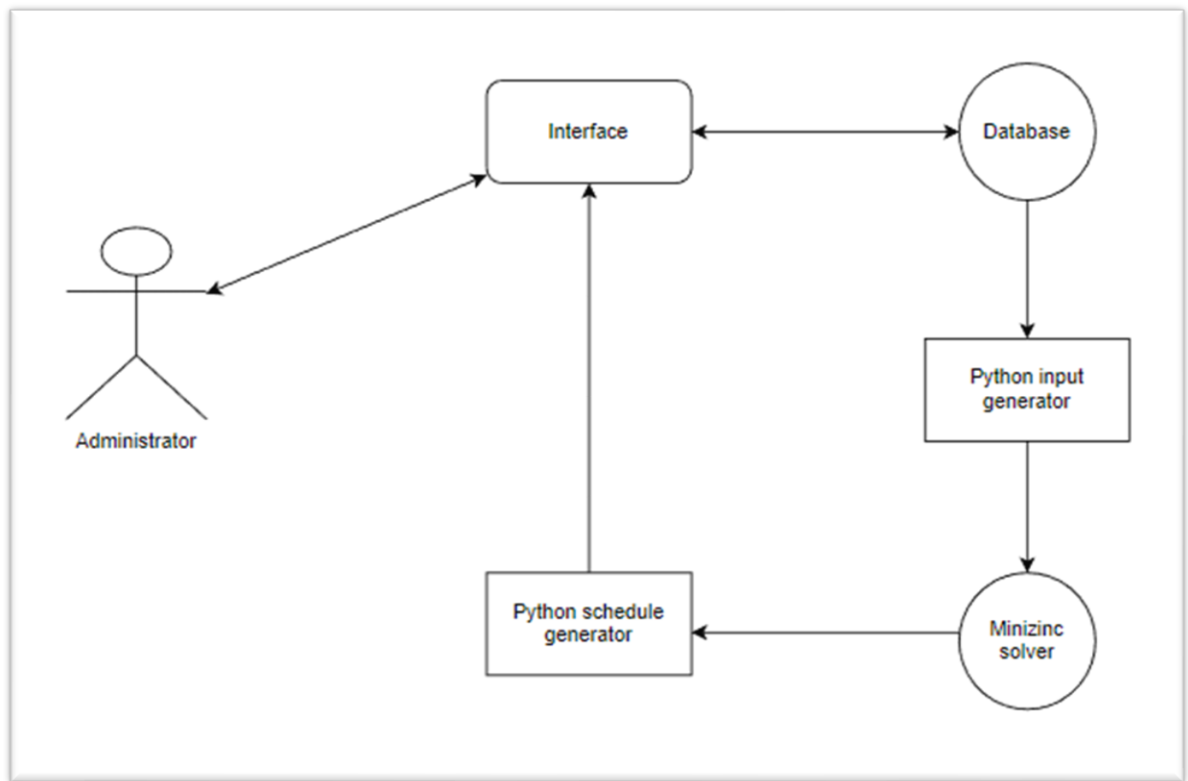 Interface
Database
Administrator
Python input
generator
Python schedule
generator
Minizinc
solver